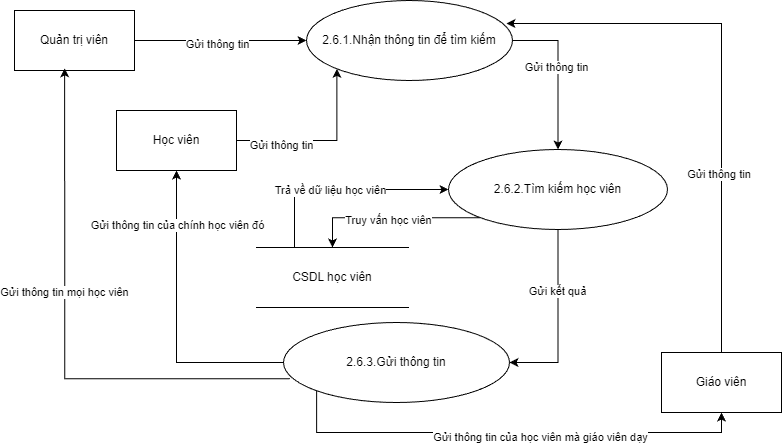 Quản trị viên
Gửi thông tin
2.6.1.Nhận thông tin để tìm kiếm
Gửi thông tin
Học viên
Gửi thông tin
Gửi thông tin
Trả về dữ liệu học viên
2.6.2.Tìm kiếm học viên
Truy vấn học viên
Gửi thông tin của chính học viên đó
CSDL học viên
Gửi thông tin mọi học viên
Gửi kết quả
2.6.3.Gửi thông tin
Giáo viên
Gửi thông tin của học viên mà giáo viên dạy